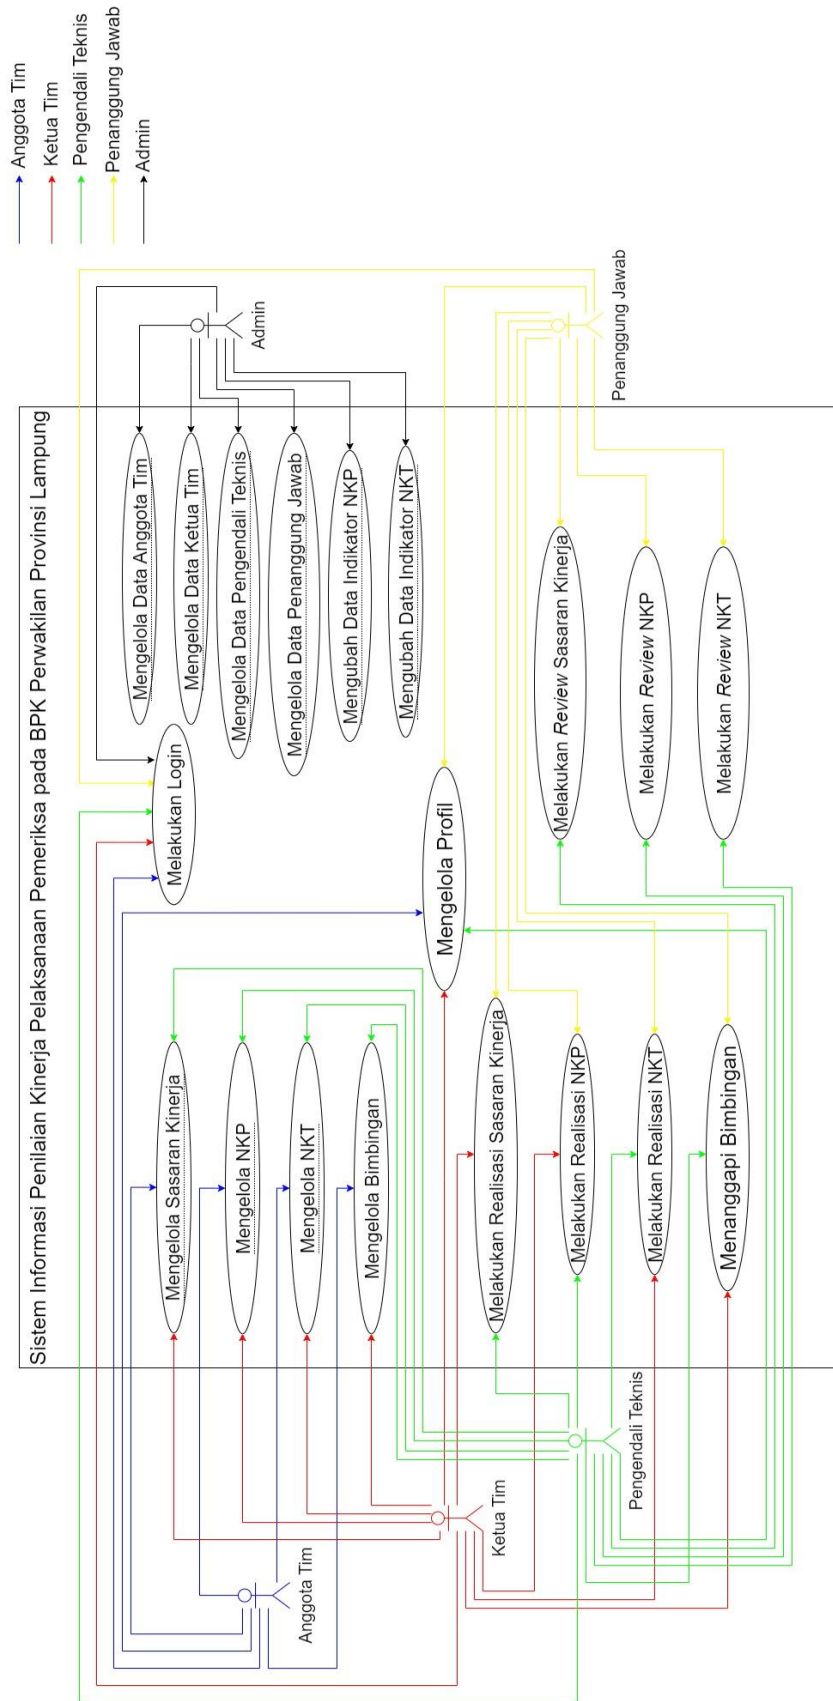 Anggota Tim
Ketua Tim
Pengendali Teknis
Penanggung Jawab
Admin
Sistem Informasi Penilaian Kinerja Pelaksanaan Pemeriksa pada BPK Perwakilan Provinsi Lampung
Mengelola Sasaran Kinerja
Melakukan Login
Mengelola Data Anggota Tim
Mengelola Data Ketua Tim
Mengelola NKP
Mengelola Data Pengendali Teknis
Admin
Anggota Tim
Mengelola NKT
Mengelola Data Penanggung Jawab
Mengelola Bimbingan
Mengubah Data Indikator NKP
Mengubah Data Indikator NKT
Mengelola Profil
Ketua Tim
Melakukan Realisasi Sasaran Kinerja
Melakukan Review Sasaran Kinerja
Melakukan Realisasi NKP
Penanggung Jawab
Pengendali Teknis
Melakukan Realisasi NKT
Melakukan Review NKP
Menanggapi Bimbingan
Melakukan Review NKT